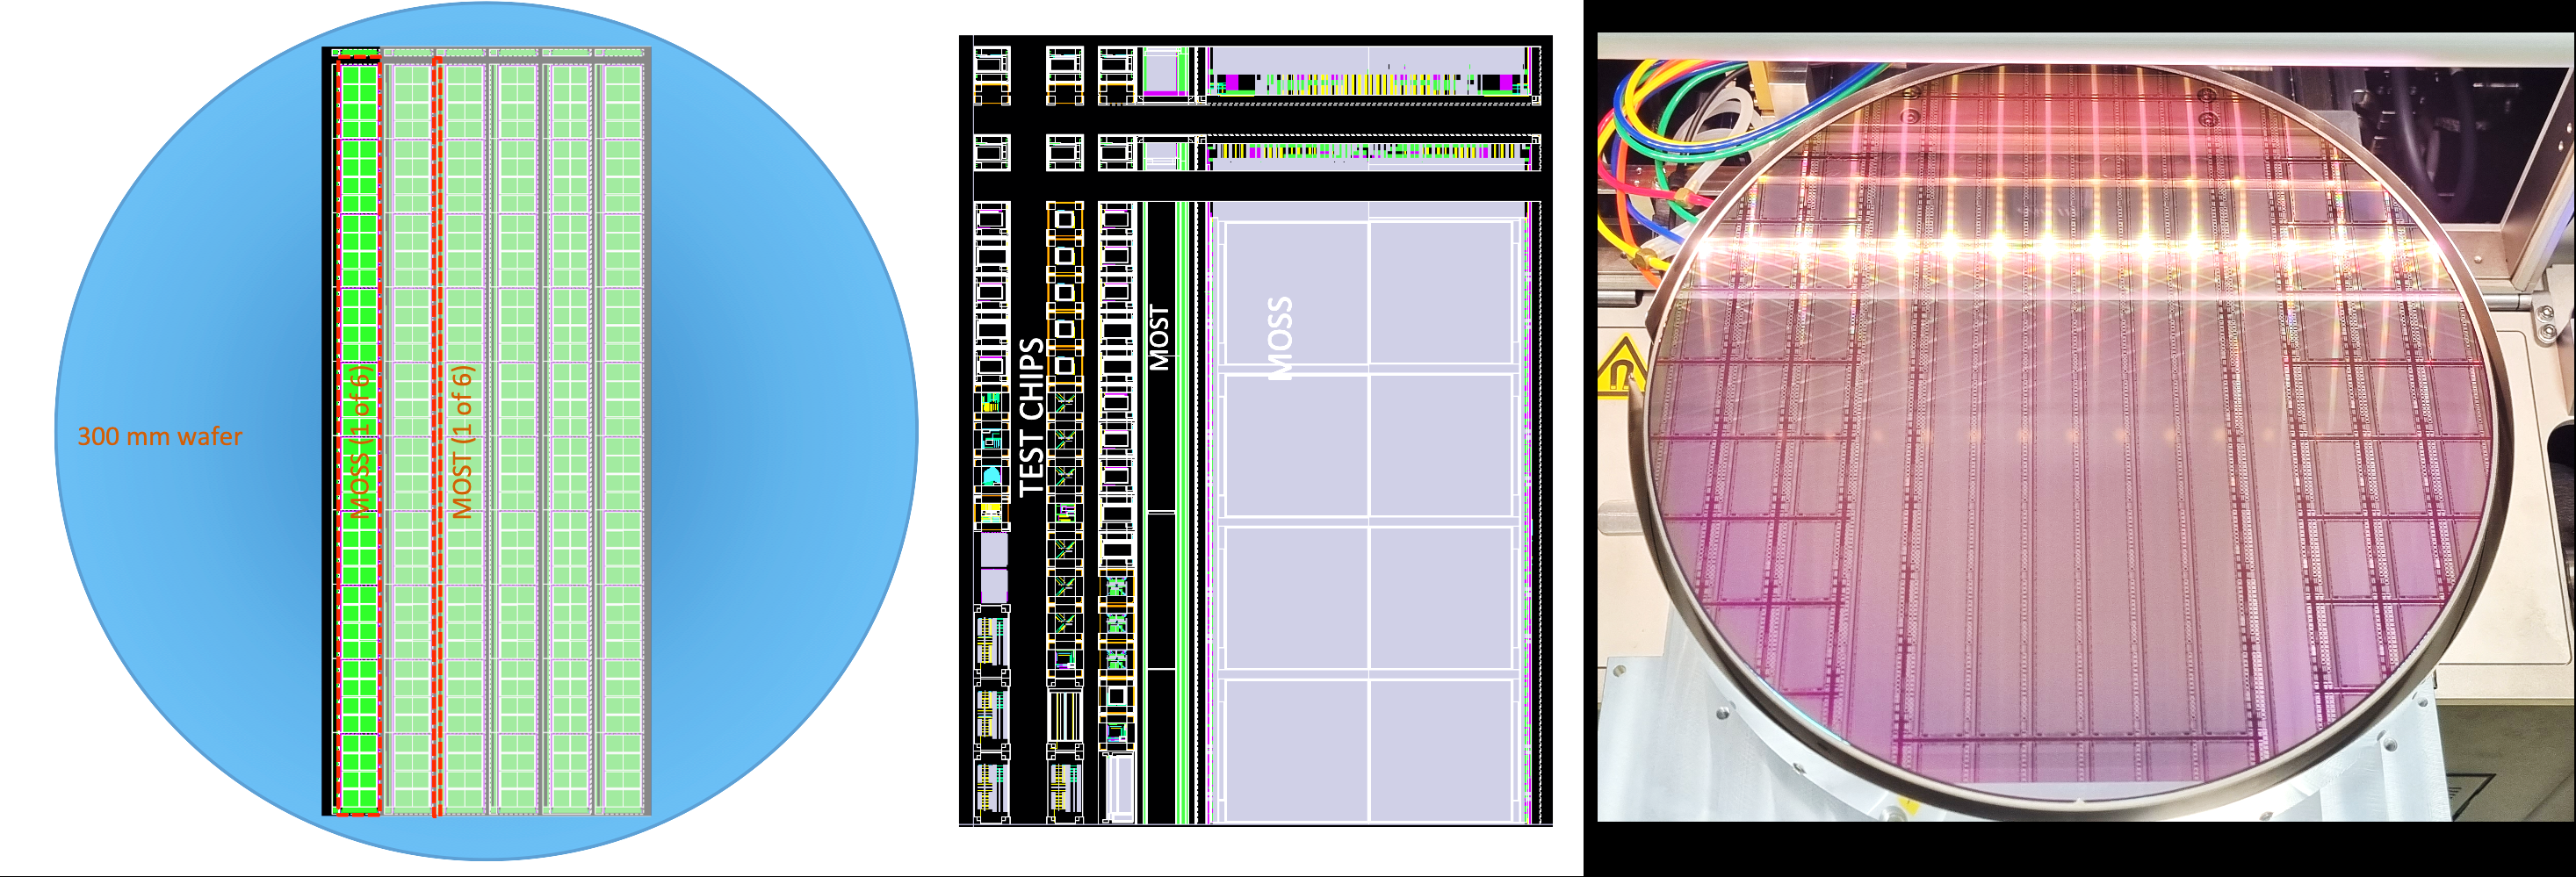 300 mm wafer
MOSS (1 of 6)
MOST (1 of 6)
TEST CHIPS
MOST
MOSS